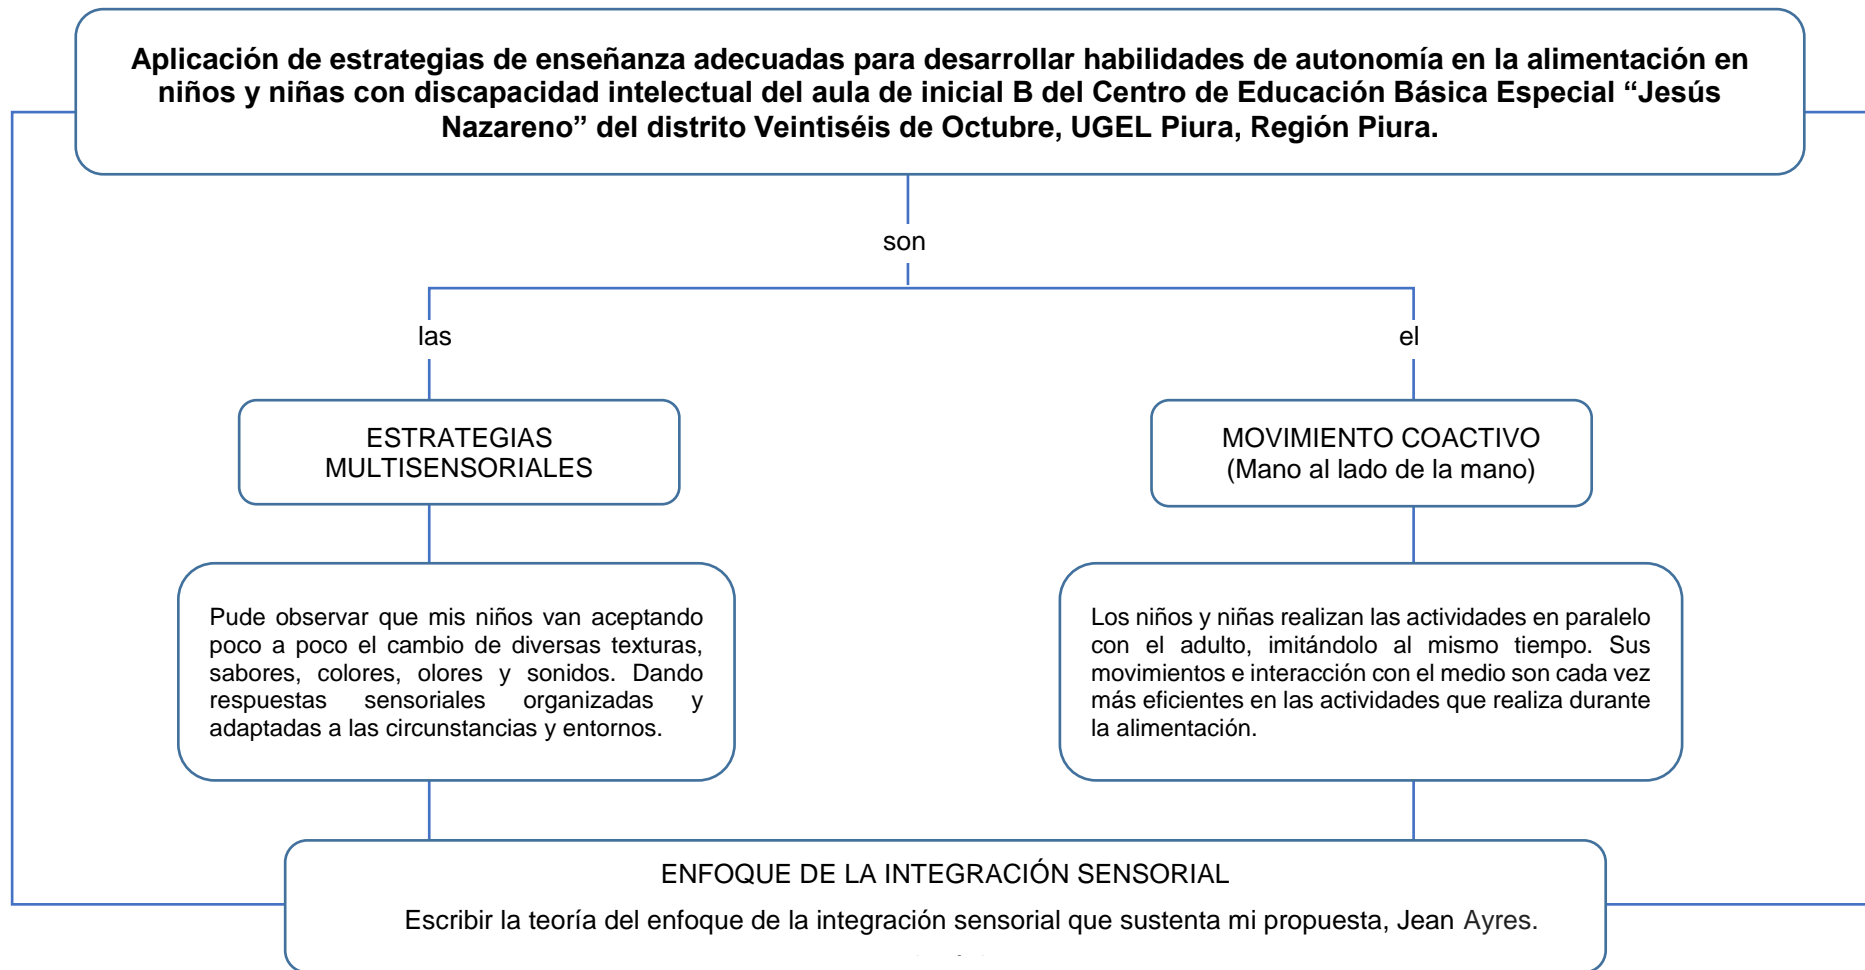 Aplicación de estrategias de enseñanza adecuadas para desarrollar habilidades de autonomía en la alimentación en
niños y niñas con discapacidad intelectual del aula de inicial B del Centro de Educación Básica Especial “Jesús
Nazareno” del distrito Veintiséis de Octubre, UGEL Piura, Región Piura.
son
las
el
ESTRATEGIAS
MULTISENSORIALES
MOVIMIENTO COACTIVO
(Mano al lado de la mano)
Pude observar que mis niños van aceptando
poco a poco el cambio de diversas texturas,
sabores, colores, olores y sonidos. Dando
respuestas sensoriales organizadas y
adaptadas a las circunstancias y entornos.
Los niños y niñas realizan las actividades en paralelo
con el adulto, imitándolo al mismo tiempo. Sus
movimientos e interacción con el medio son cada vez
más eficientes en las actividades que realiza durante
la alimentación.
ENFOQUE DE LA INTEGRACIÓN SENSORIAL
Escribir la teoría del enfoque de la integración sensorial que sustenta mi propuesta, Jean Ayres.